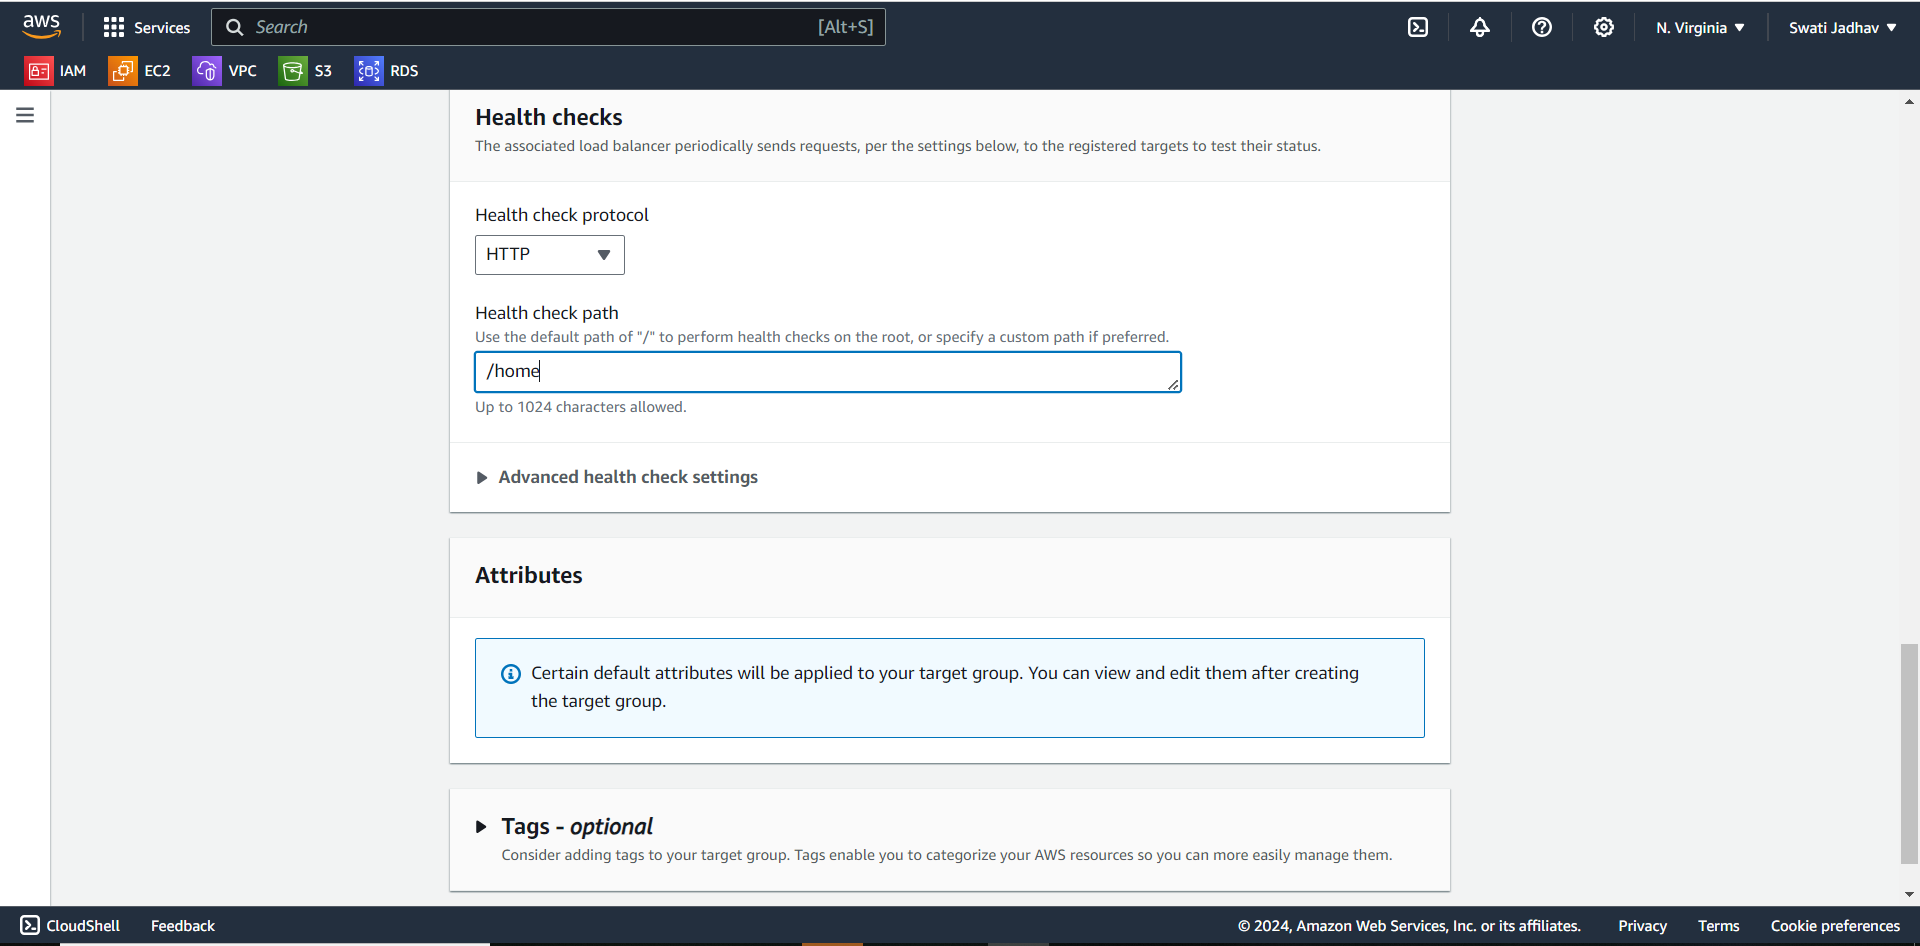 aws
Services
Search
[Alt+S]
N. Virginia
Swati Jadhav
IAM
EC2
VPC
S3
RDS
Health checks
The associated load balancer periodically sends requests, per the settings below, to the registered targets to test their status.
Health check protocol
HTTP
Health check path
Use the default path of "/" to perform health checks on the root, or specify a custom path if preferred.
/home
Up to 1024 characters allowed.
Advanced health check settings
Attributes
Certain default attributes will be applied to your target group. You can view and edit them after creating
the target group.
Tags - optional
Consider adding tags to your target group. Tags enable you to categorize your AWS resources so you can more easily manage them.
CloudShell
Feedback
© 2024, Amazon Web Services, Inc. or its affiliates.
Privacy
Terms
Cookie preferences